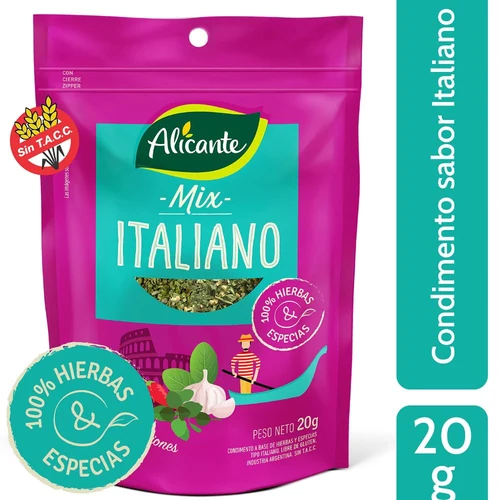 CON
CIERRE
ZIPPER
Sin T.A.C.C.
Alicante
-Mix-
ITALIANO
100% HIERBAS
&
ESPECIAS
PESO NETO 20g
CONDIMENTO A BASE DE HIERBAS Y ESPECIAS
TIPO ITALIANO, LIBRE DE GLUTEN.
INDUSTRIA ARGENTINA. SIN T.A.C.C.
100% HIERBAS
&
ESPECIAS
Condimento sabor Italiano
20